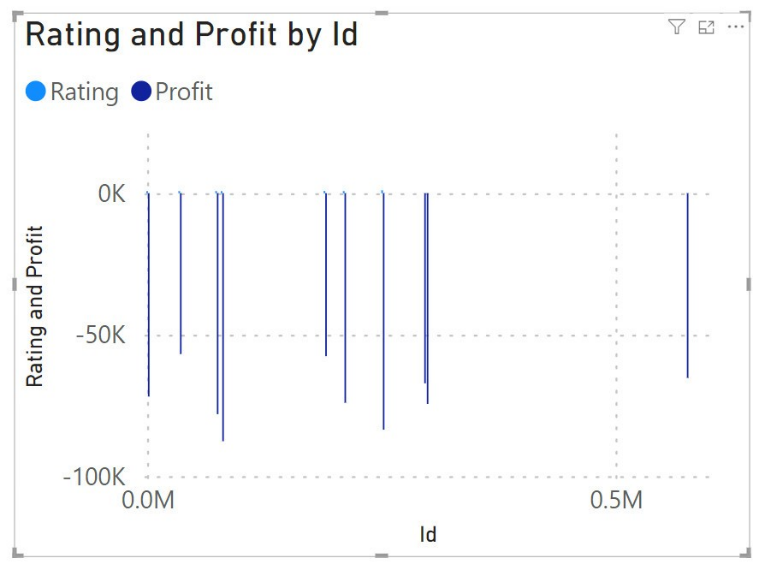 Rating and Profit by Id
Rating Profit
0K
-50K
-100K
Rating and Profit
0.0M 0.5M
Id